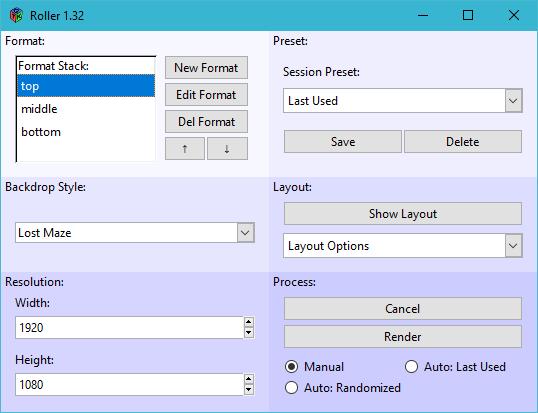 Roller 1.32
Format:
Format Stack:
top
middle
bottom
New Format
Edit Format
Del Format
↑ ↓
Preset:
Session Preset:
Last Used
Save Delete
Backdrop Style:
Lost Maze
Layout:
Show Layout
Layout Options
Resolution:
Width:
1920
Height:
1080
Process:
Cancel
Render
Manual Auto: Last Used
Auto: Randomized